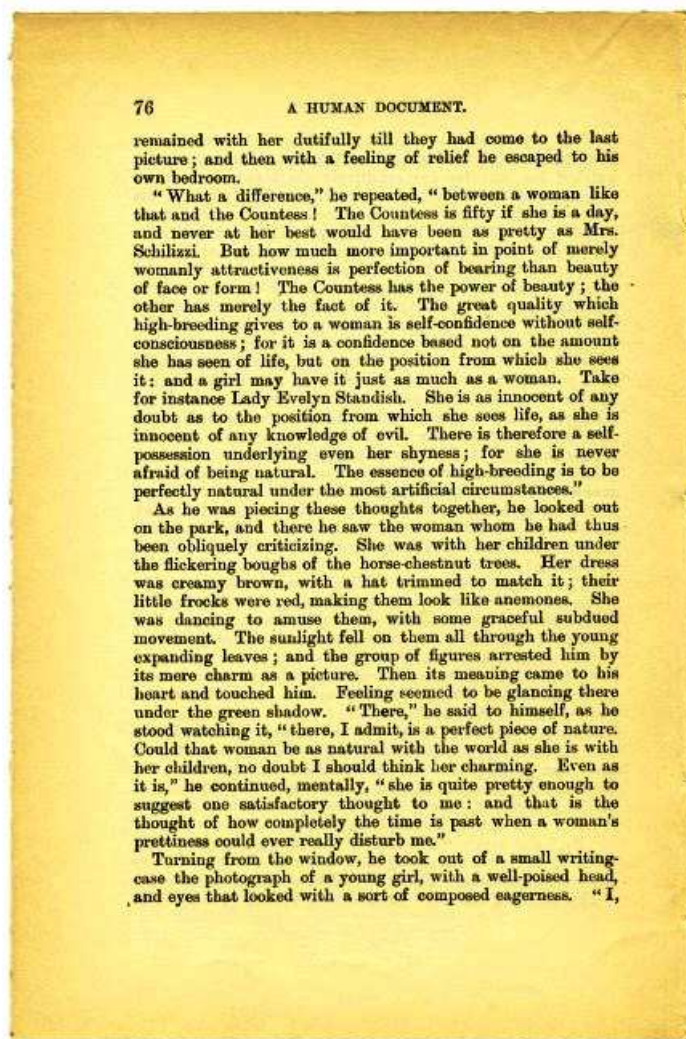 76 A HUMAN DOCUMENT.
remained with her dutifully till they had come to the last
picture; and then with a feeling of relief he escaped to his
own bedroom.
“What a difference,” he repeated, “between a woman like
that and the Countess! The Countess is fifty if she is a day,
and never at her best would have been as pretty as Mrs.
Schilizzi. But how much more important in point of merely
womanly attractiveness is perfection of bearing than beauty
of face or form! The Countess has the power of beauty; the
other has merely the fact of it. The great quality which
high-breeding gives to a woman is self-confidence without self-
consciousness; for it is a confidence based not on the amount
she has seen of life, but on the position from which she sees
it: and a girl may have it just as much as a woman. Take
for instance Lady Evelyn Standish. She is as innocent of any
doubt as to the position from which she sees life, as she is
innocent of any knowledge of evil. There is therefore a self-
possession underlying even her shyness; for she is never
afraid of being natural. The essence of high-breeding is to be
perfectly natural under the most artificial circumstances.”
As he was piecing these thoughts together, he looked out
on the park, and there he saw the woman whom he had thus
been obliquely criticizing. She was with her children under
the flickering boughs of the horse-chestnut trees. Her dress
was creamy brown, with a hat trimmed to match it; their
little frocks were red, making them look like anemones. She
was dancing to amuse them, with some graceful subdued
movement. The sunlight fell on them all through the young
expanding leaves; and the group of figures arrested him by
its mere charm as a picture. Then its meaning came to his
heart and touched him. Feeling seemed to be glancing there
under the green shadow. “There,” he said to himself, as he
stood watching it, “there, I admit, is a perfect piece of nature.
Could that woman be as natural with the world as she is with
her children, no doubt I should think her charming. Even as
it is,” he continued, mentally, “she is quite pretty enough to
suggest one satisfactory thought to me: and that is the
thought of how completely the time is past when a woman's
prettiness could ever really disturb me.”
Turning from the window, he took out of a small writing-
case the photograph of a young girl, with a well-poised head,
and eyes that looked with a sort of composed eagerness. “I,